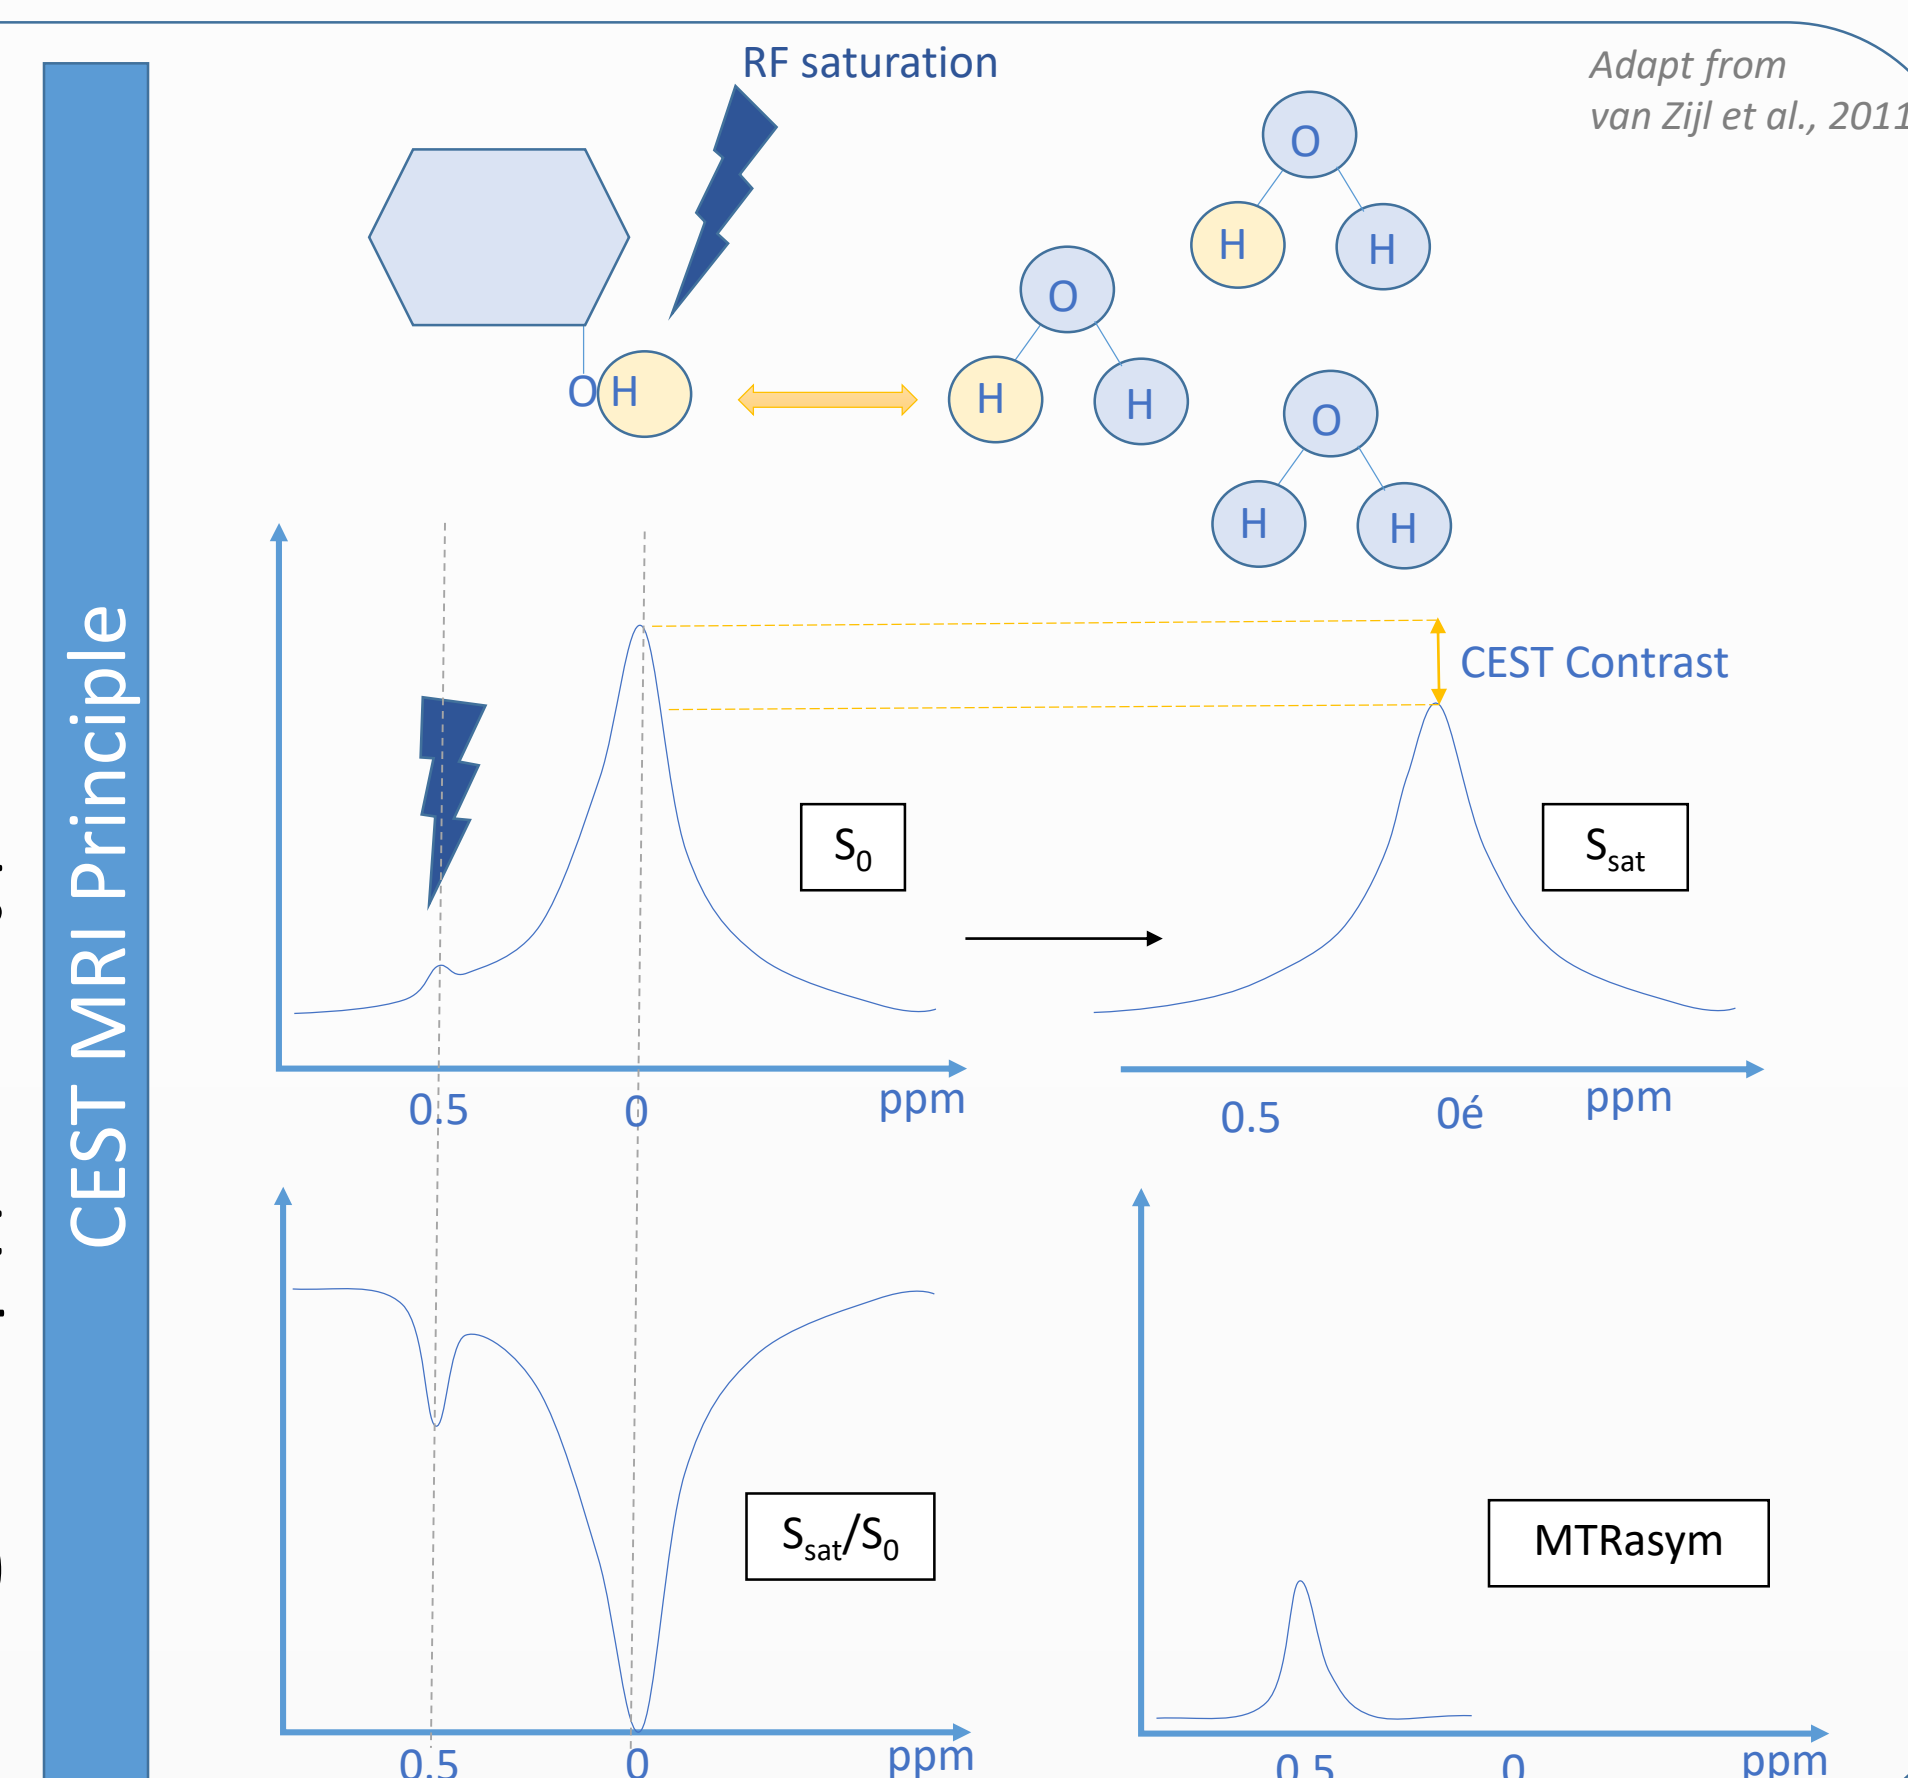 CEST MRI Principle
RF saturation
Adapt from
van Zijl et al., 2011
O
H
H
O
H
H
OH
O
H
H
CEST Contrast
S0
Ssat
0.5
0
ppm
0.5
0é
ppm
Ssat/S0
MTRasym
0.5
0
ppm
0.5
0
ppm